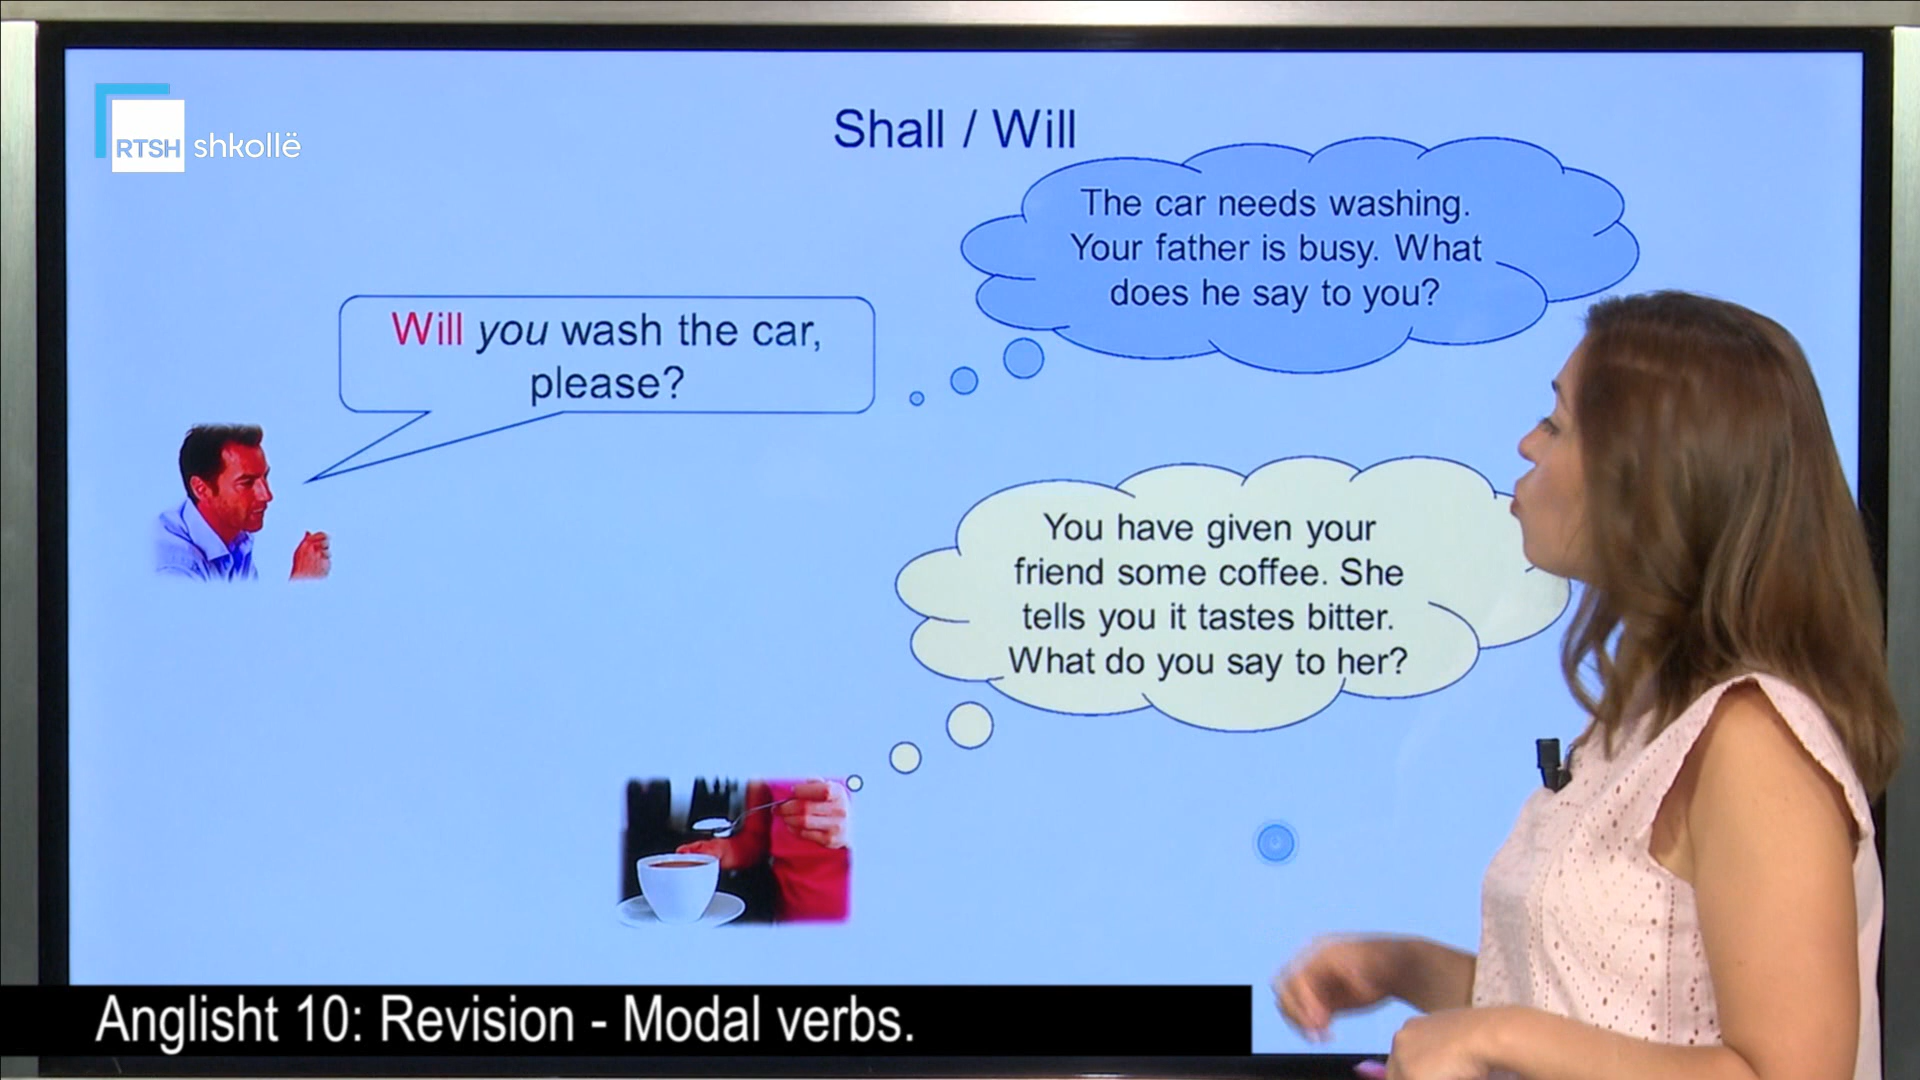 RTSH shkollë
Shall / Will
The car needs washing.
Your father is busy. What
does he say to you?
Will you wash the car,
please?
You have given your
friend some coffee. She
tells you it tastes bitter.
What do you say to her?
Anglisht 10: Revision - Modal verbs.